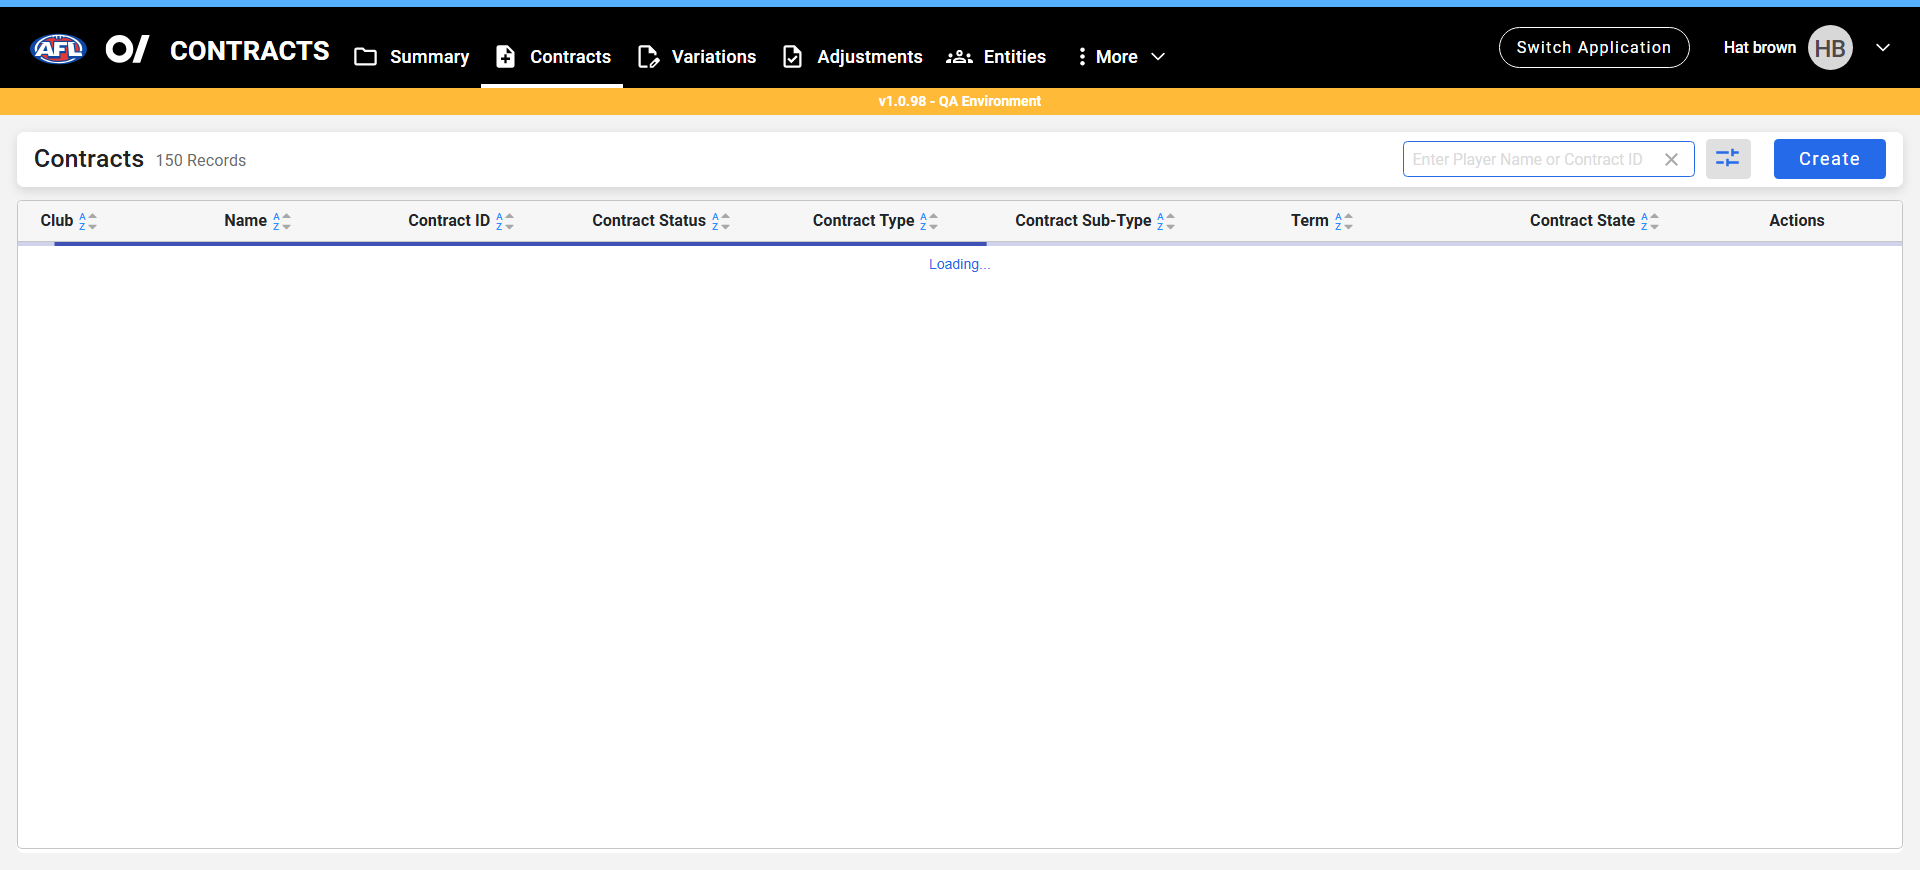 AFL O/ CONTRACTS Summary Contracts Variations Adjustments Entities More Switch Application Hat brown HB
v1.0.98 - QA Environment
Contracts 150 Records Enter Player Name or Contract ID Create
Club Name Contract ID Contract Status Contract Type Contract Sub-Type Term Contract State Actions
Loading...